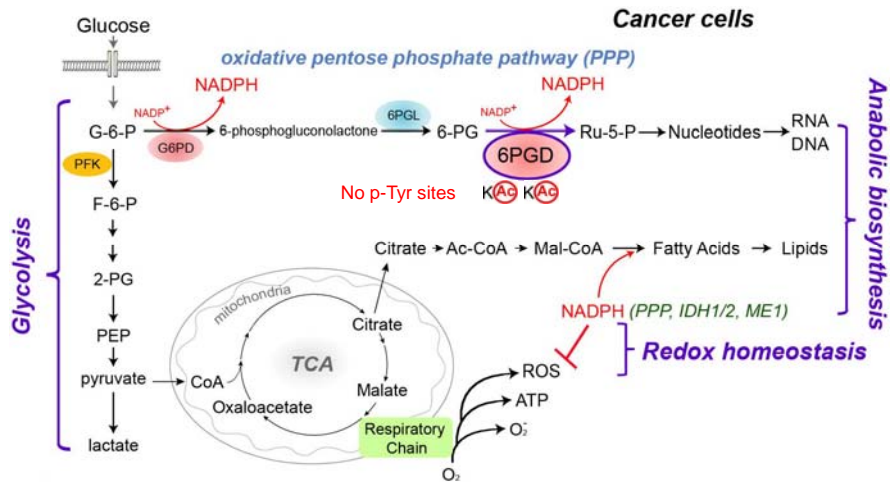 Cancer cells
Glucose
oxidative pentose phosphate pathway (PPP)
NADPH
NADPH
NADP+
6PGL
NADP+
G-6-P
6-phosphogluconolactone
6-PG
Ru-5-P
Nucleotides
RNA
DNA
G6PD
6PGD
PFK
No p-Tyr sites
K Ac K Ac
F-6-P
Glycolysis
Anabolic biosynthesis
Citrate
Ac-CoA
Mal-CoA
Fatty Acids
Lipids
2-PG
mitochondria
NADPH (PPP, IDH1/2, ME1)
Citrate
PEP
Redox homeostasis
TCA
ROS
pyruvate
CoA
Malate
Oxaloacetate
ATP
Respiratory
Chain
O2-
lactate
O2